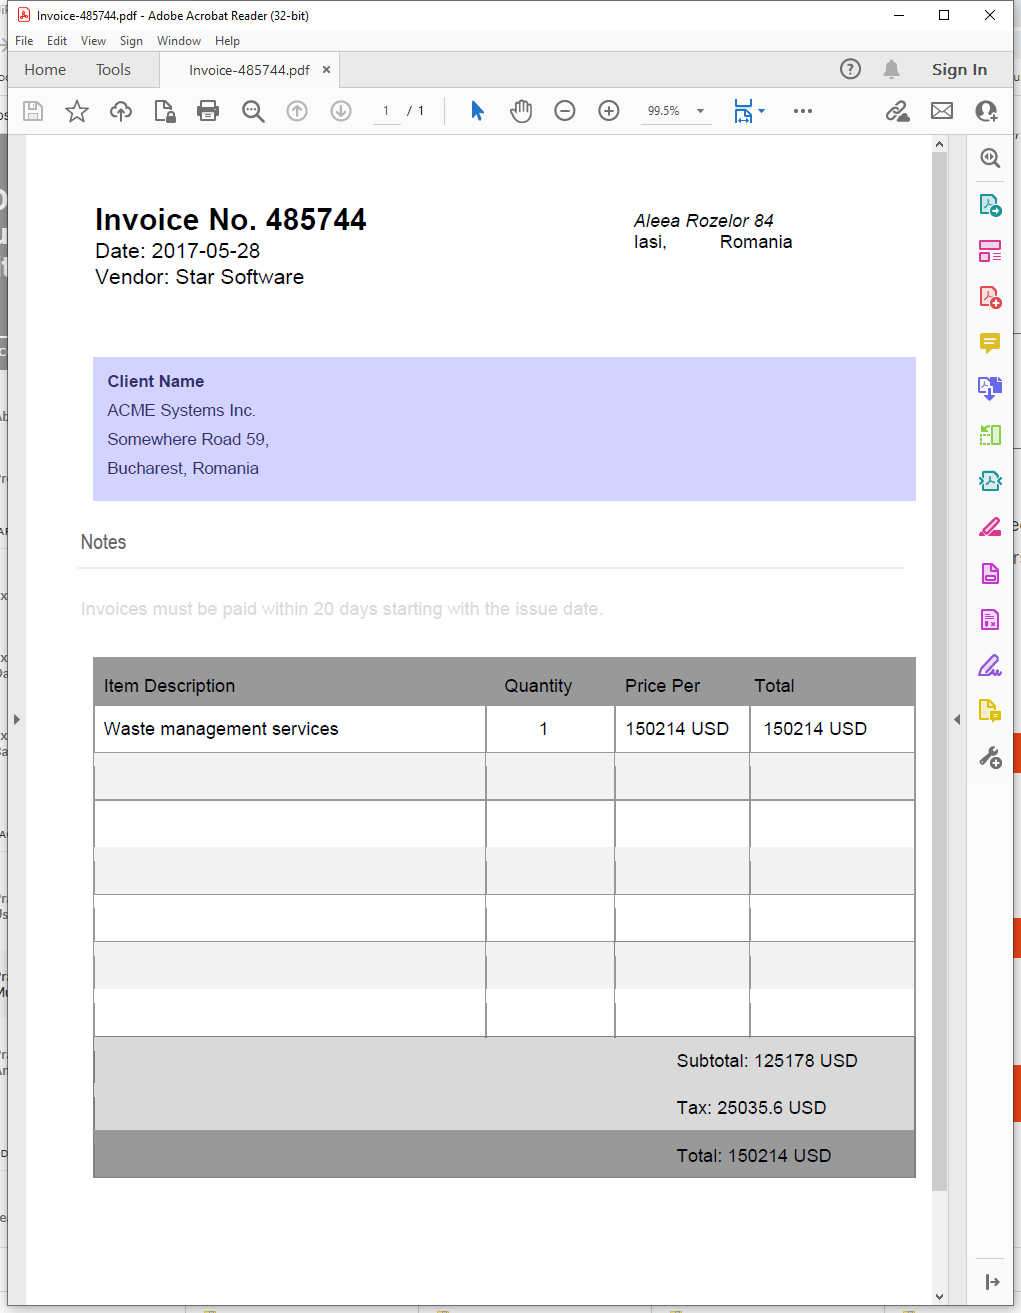 Invoice-485744.pdf - Adobe Acrobat Reader (32-bit)
File Edit View Sign Window Help
Home Tools Invoice-485744.pdf × Sign In
1 / 1 99.5%
Invoice No. 485744
Date: 2017-05-28
Vendor: Star Software
Aleea Rozelor 84
Iasi, Romania
Client Name
ACME Systems Inc.
Somewhere Road 59,
Bucharest, Romania
Notes
Invoices must be paid within 20 days starting with the issue date.
Item Description Quantity Price Per Total
Waste management services 1 150214 USD 150214 USD
Subtotal: 125178 USD
Tax: 25035.6 USD
Total: 150214 USD